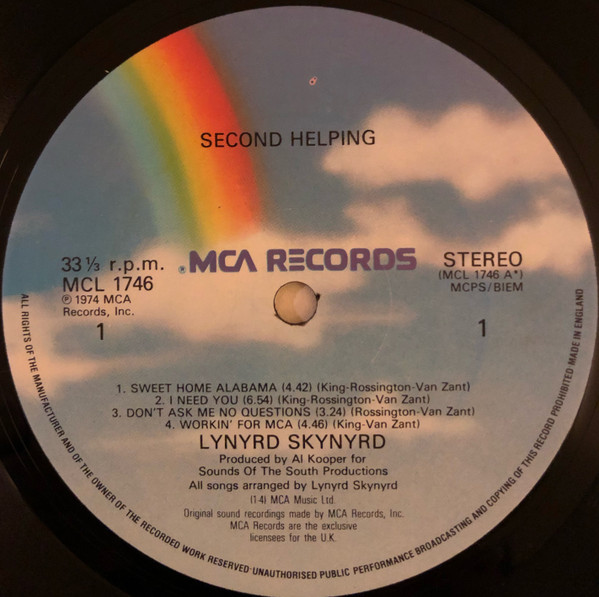 SECOND HELPING
33 ⅓ r.p.m.
MCL 1746
℗ 1974 MCA
Records, Inc.
1
® MCA RECORDS
STEREO
(MCL 1746 A*)
MCPS/BIEM
1
1. SWEET HOME ALABAMA (4.42) (King-Rossington-Van Zant)
2. I NEED YOU (6.54) (King-Rossington-Van Zant)
3. DON'T ASK ME NO QUESTIONS (3.24) (Rossington-Van Zant)
4. WORKIN' FOR MCA (4.46) (King-Van Zant)
LYNYRD SKYNYRD
Produced by Al Kooper for
Sounds Of The South Productions
All songs arranged by Lynyrd Skynyrd
(1-4) MCA Music Ltd.
Original sound recordings made by MCA Records, Inc.
MCA Records are the exclusive
licensees for the U.K.
ALL RIGHTS OF THE MANUFACTURER AND OF THE OWNER OF THE RECORDED WORK RESERVED·UNAUTHORISED PUBLIC PERFORMANCE BROADCASTING AND COPYING OF THIS RECORD PROHIBITED MADE IN ENGLAND